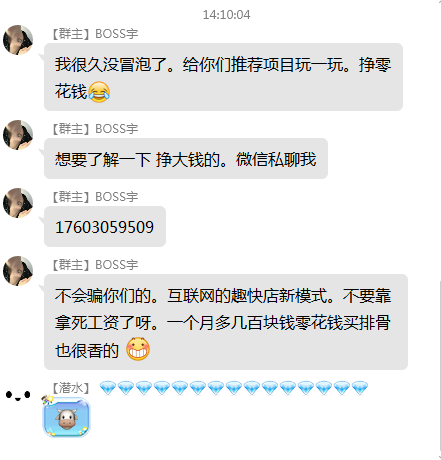 14:10:04
【群主】BOSS宇
我很久没冒泡了。给你们推荐项目玩一玩。挣零
花钱😂
【群主】BOSS宇
想要了解一下 挣大钱的。微信私聊我
【群主】BOSS宇
17603059509
【群主】BOSS宇
不会骗你们的。互联网的趣快店新模式。不要靠
拿死工资了呀。一个月多几百块钱零花钱买排骨
也很香的 😁
【潜水】💎💎💎💎💎💎💎💎💎💎💎💎💎💎💎